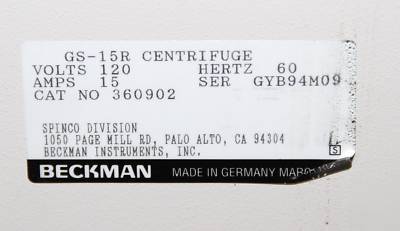 GS-15R CENTRIFUGE
VOLTS 120 HERTZ 60
AMPS 15 SER GYB94M09
CAT NO 360902
SPINCO DIVISION
1050 PAGE MILL RD, PALO ALTO, CA 94304
BECKMAN INSTRUMENTS, INC.
S
BECKMAN MADE IN GERMANY